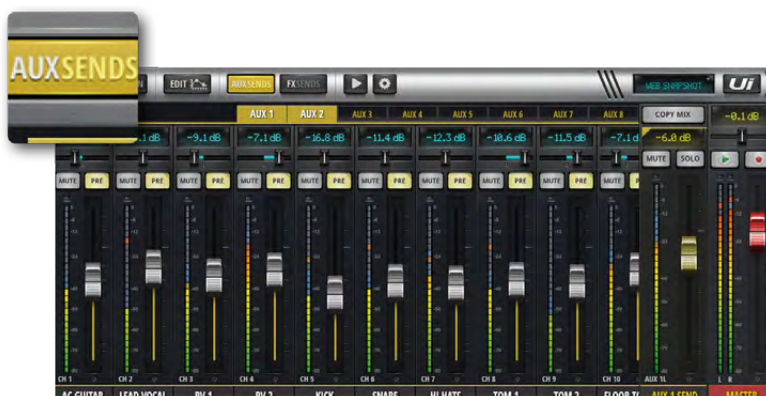 AUXSENDS
EDIT AUXSENDS FXSENDS WEB SNAPSHOT Ui
AUX 1 AUX 2 AUX 3 AUX 4 AUX 5 AUX 6 AUX 7 AUX 8 COPY MIX -0.1 dB
-9.1 dB -7.1 dB -16.8 dB -11.4 dB -12.3 dB -10.6 dB -11.5 dB -7.1 d -6.0 dB
MUTE PRE MUTE PRE MUTE PRE MUTE PRE MUTE PRE MUTE PRE MUTE PRE MUTE PRE MUTE PRE MUTE MUTE SOLO
CH 1 CH 2 CH 3 CH 4 CH 5 CH 6 CH 7 CH 8 CH 9 CH 10 AUX 1L L R
AC GUITAR LEAD VOCAL BV 1 BV 2 KICK SNARE HI HATE TOM 1 TOM 2 FLOOR TO AUX 1 SEND MASTER